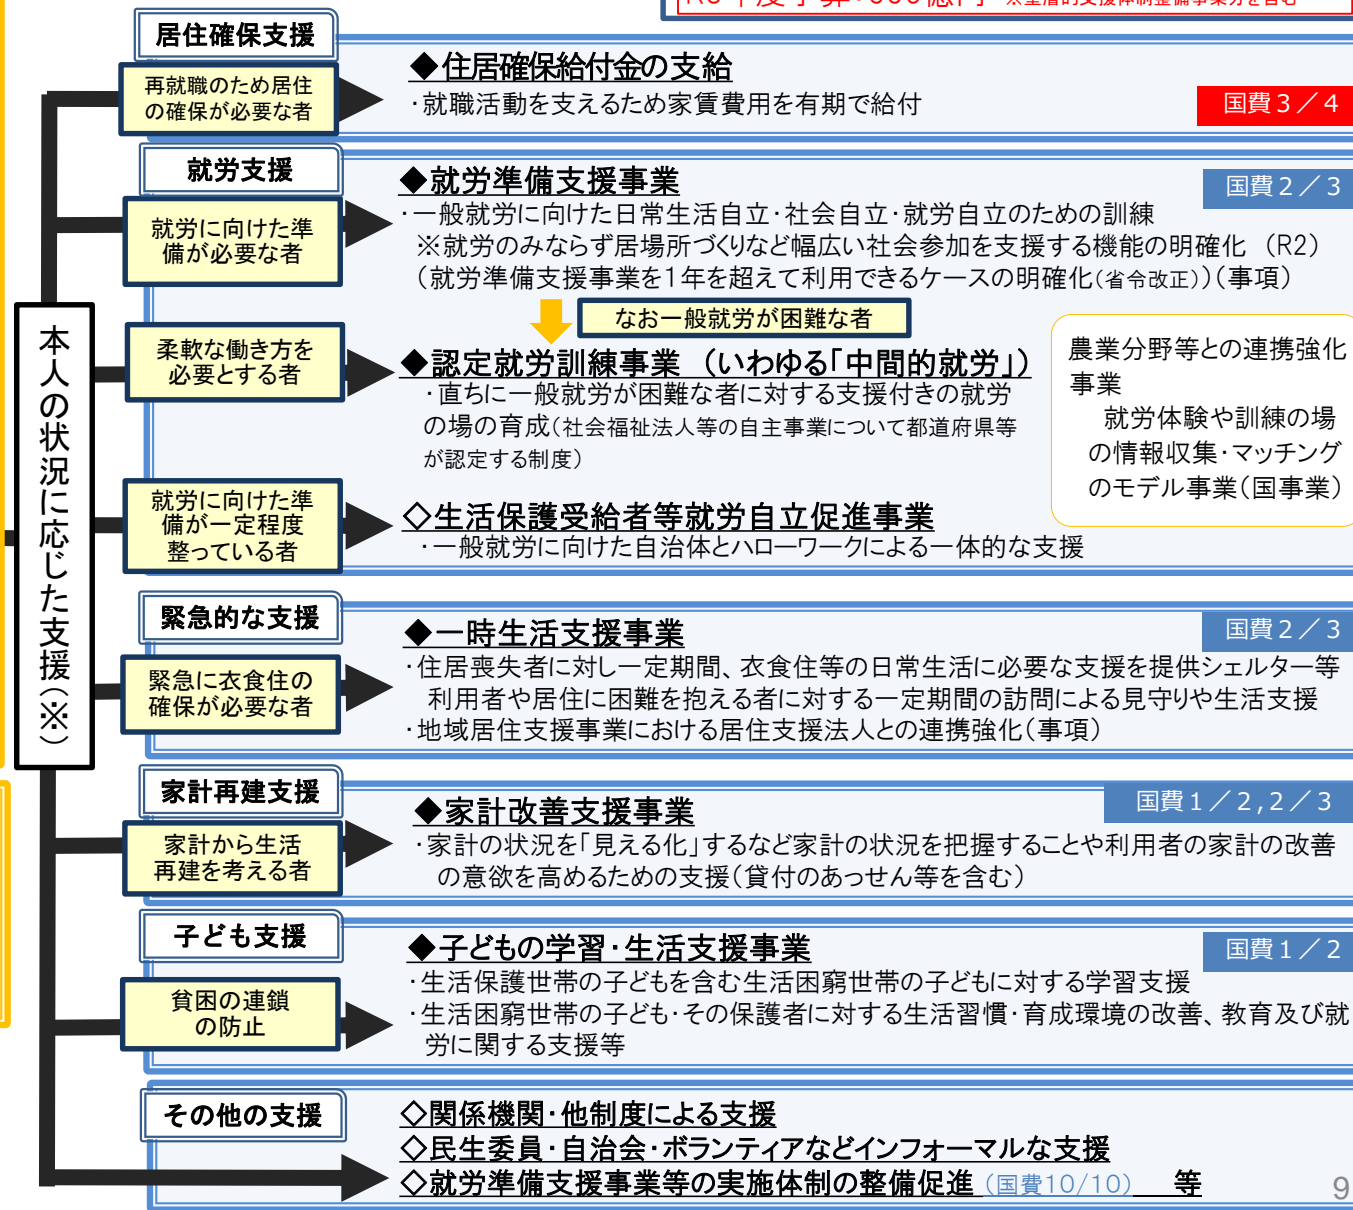 居住確保支援
再就職のため居住
の確保が必要な者
◆住居確保給付金の支給
・就職活動を支えるため家賃費用を有期で給付
国費3／4
就労支援
就労に向けた準
備が必要な者
◆就労準備支援事業
国費2／3
・一般就労に向けた日常生活自立・社会自立・就労自立のための訓練
※就労のみならず居場所づくりなど幅広い社会参加を支援する機能の明確化 （R2）
（就労準備支援事業を1年を超えて利用できるケースの明確化（省令改正））（事項）
なお一般就労が困難な者
柔軟な働き方を
必要とする者
◆認定就労訓練事業 （いわゆる「中間的就労」）
・直ちに一般就労が困難な者に対する支援付きの就労
の場の育成（社会福祉法人等の自主事業について都道府県等
が認定する制度）
農業分野等との連携強化
事業
就労体験や訓練の場
の情報収集・マッチング
のモデル事業（国事業）
就労に向けた準
備が一定程度
整っている者
◇生活保護受給者等就労自立促進事業
・一般就労に向けた自治体とハローワークによる一体的な支援
本人の状況に応じた支援（※）
緊急的な支援
緊急に衣食住の
確保が必要な者
◆一時生活支援事業
国費2／3
・住居喪失者に対し一定期間、衣食住等の日常生活に必要な支援を提供シェルター等
利用者や居住に困難を抱える者に対する一定期間の訪問による見守りや生活支援
・地域居住支援事業における居住支援法人との連携強化（事項）
家計再建支援
家計から生活
再建を考える者
◆家計改善支援事業
国費1／2,2／3
・家計の状況を「見える化」するなど家計の状況を把握することや利用者の家計の改善
の意欲を高めるための支援（貸付のあっせん等を含む）
子ども支援
貧困の連鎖
の防止
◆子どもの学習・生活支援事業
国費1／2
・生活保護世帯の子どもを含む生活困窮世帯の子どもに対する学習支援
・生活困窮世帯の子ども・その保護者に対する生活習慣・育成環境の改善、教育及び就
労に関する支援等
その他の支援
◇関係機関・他制度による支援
◇民生委員・自治会・ボランティアなどインフォーマルな支援
◇就労準備支援事業等の実施体制の整備促進（国費10/10） 等
9